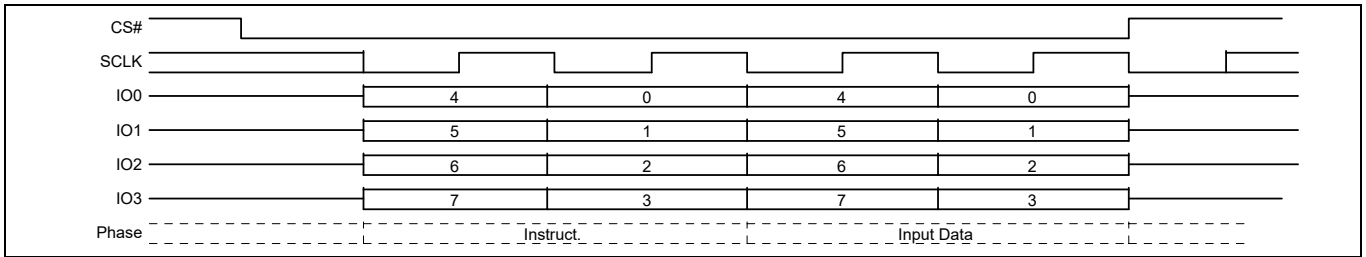 CS#
SCLK
IO0 4 0 4 0
IO1 5 1 5 1
IO2 6 2 6 2
IO3 7 3 7 3
Phase Instruct. Input Data